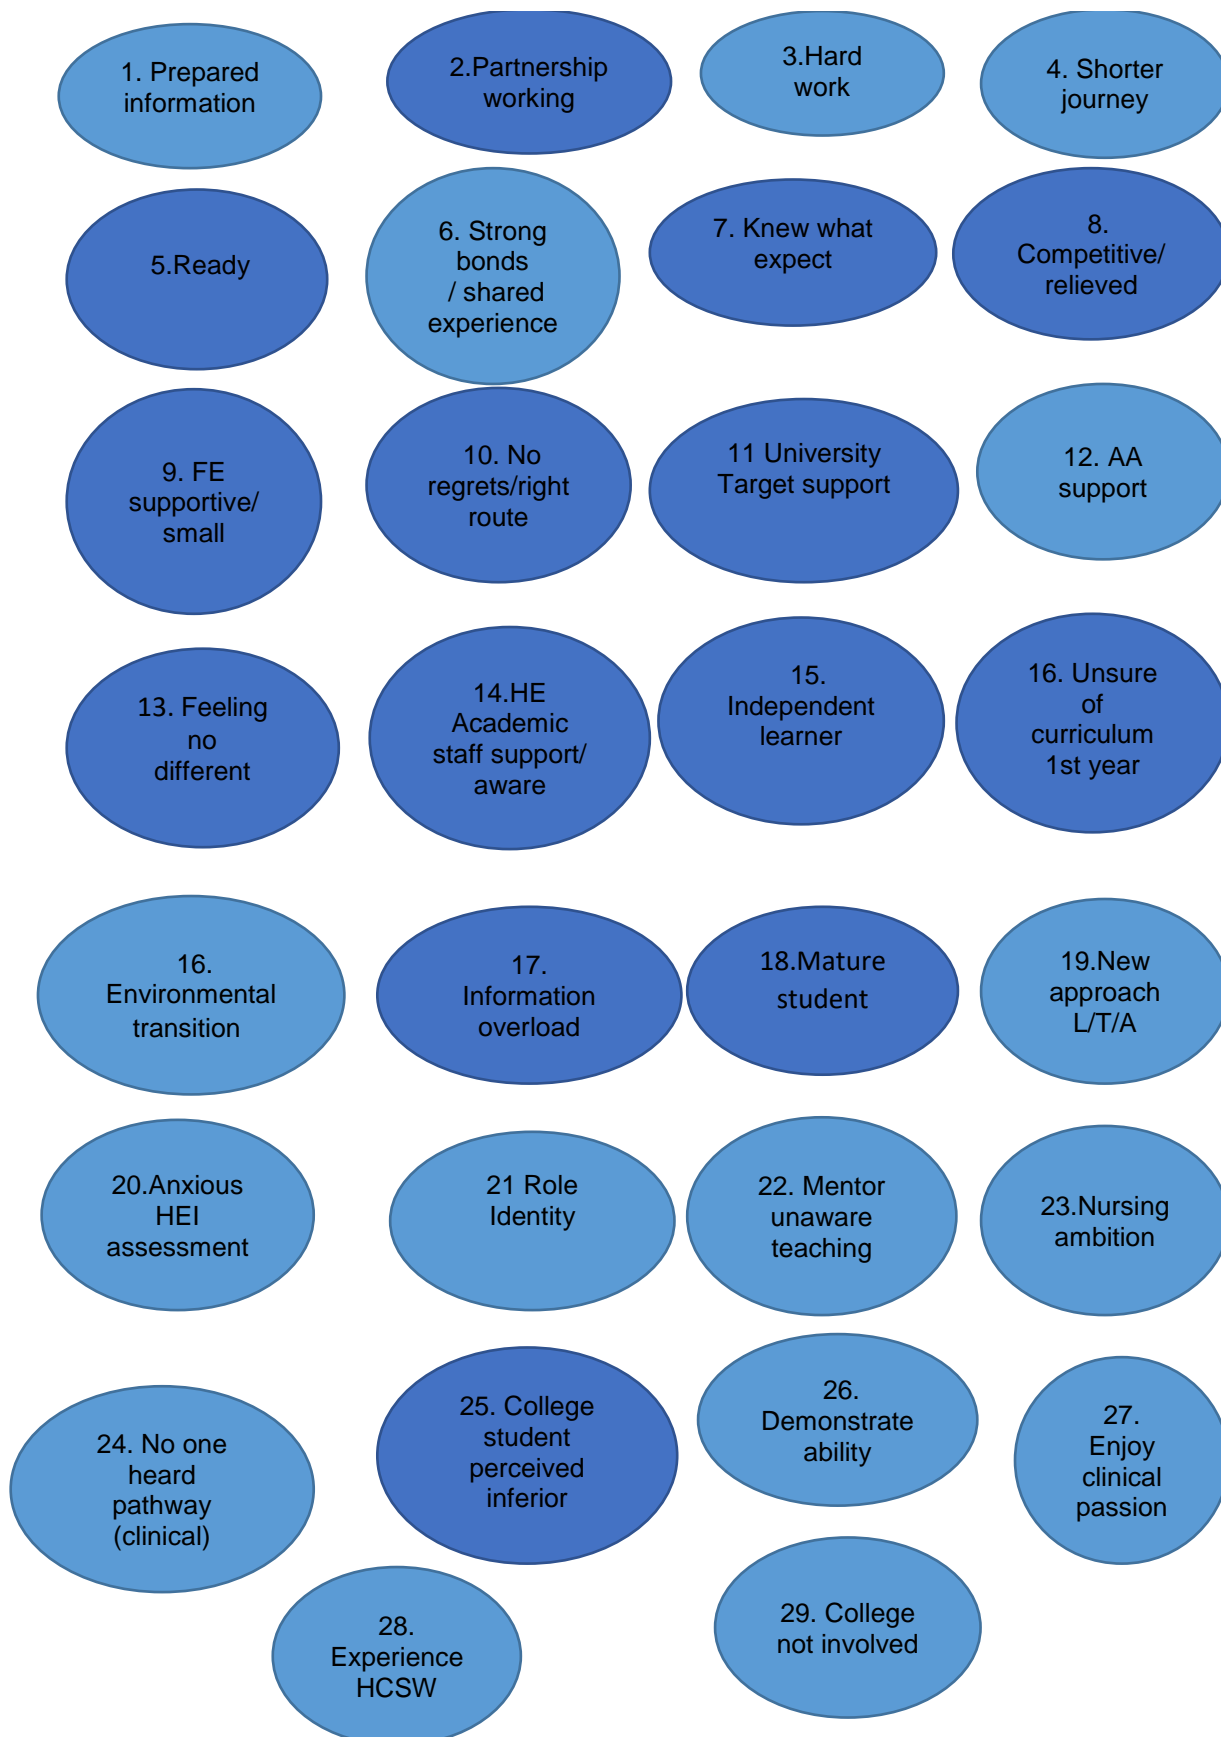 1. Prepared
information
2.Partnership
working
3.Hard
work
4. Shorter
journey
5.Ready
6. Strong
bonds
/ shared
experience
7. Knew what
expect
8.
Competitive/
relieved
9. FE
supportive/
small
10. No
regrets/right
route
11 University
Target support
12. AA
support
13. Feeling
no
different
14.HE
Academic
staff support/
aware
15.
Independent
learner
16. Unsure
of
curriculum
1st year
16.
Environmental
transition
17.
Information
overload
18.Mature
student
19.New
approach
L/T/A
20.Anxious
HEI
assessment
21 Role
Identity
22. Mentor
unaware
teaching
23.Nursing
ambition
24. No one
heard
pathway
(clinical)
25. College
student
perceived
inferior
26.
Demonstrate
ability
27.
Enjoy
clinical
passion
28.
Experience
HCSW
29. College
not involved